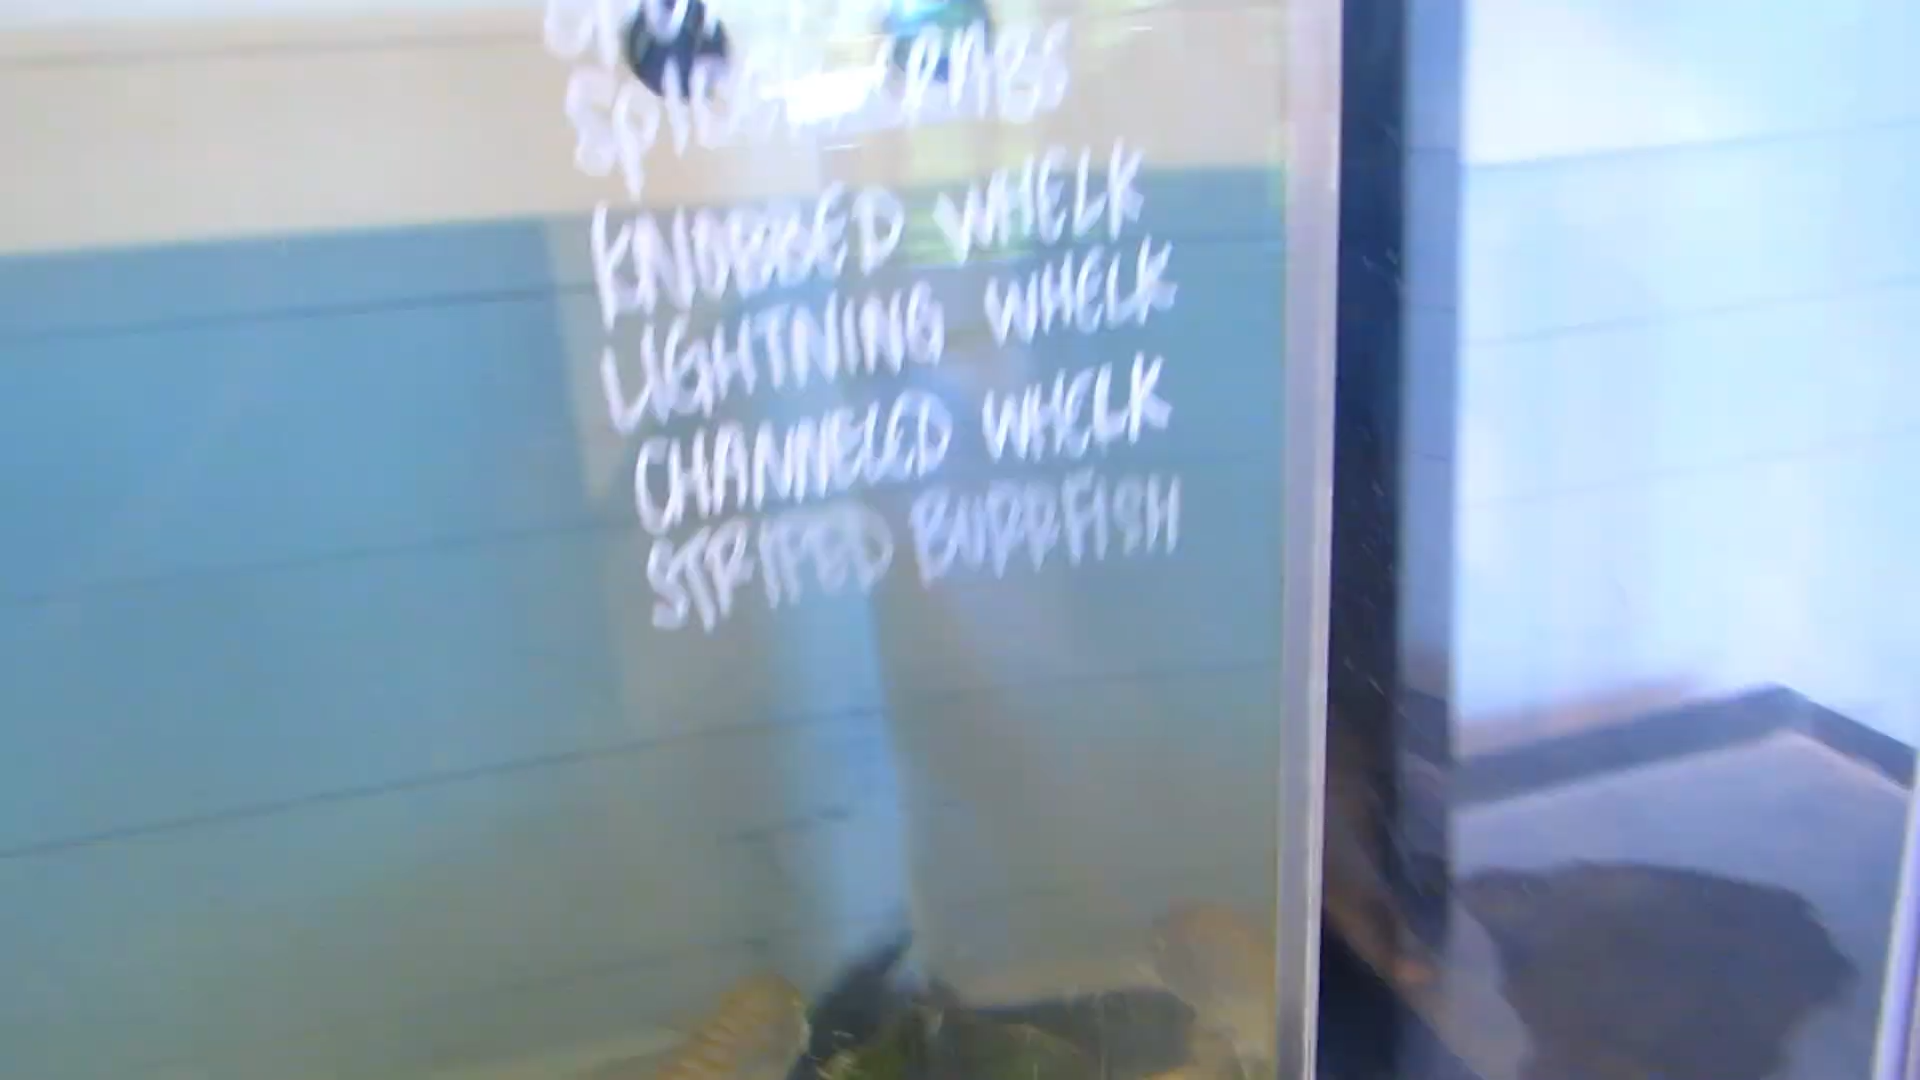 KNOBBED WHELK
LIGHTNING WHELK
CHANNELED WHELK
STRIPED BURRFISH